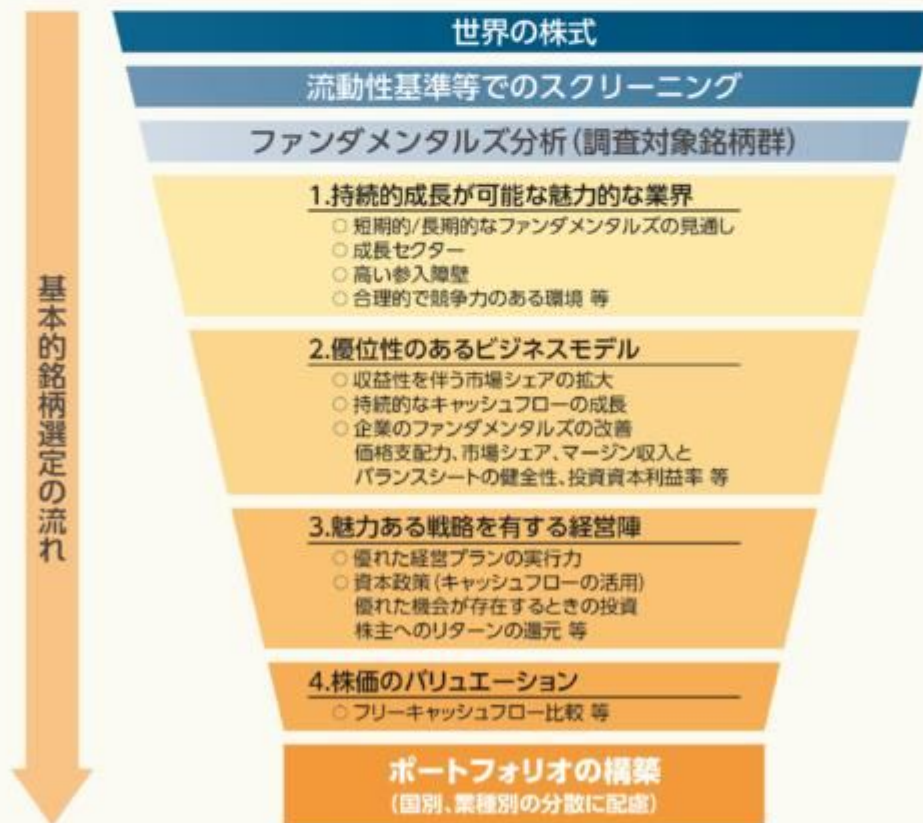 世界の株式
流動性基準等でのスクリーニング
ファンダメンタルズ分析(調査対象銘柄群)
基本的銘柄選定の流れ
1.持続的成長が可能な魅力的な業界
○ 短期的/長期的なファンダメンタルズの見通し
○ 成長セクター
○ 高い参入障壁
○ 合理的で競争力のある環境 等
2.優位性のあるビジネスモデル
○ 収益性を伴う市場シェアの拡大
○ 持続的なキャッシュフローの成長
○ 企業のファンダメンタルズの改善
価格支配力、市場シェア、マージン収入と
バランスシートの健全性、投資資本利益率 等
3.魅力ある戦略を有する経営陣
○ 優れた経営プランの実行力
○ 資本政策(キャッシュフローの活用)
優れた機会が存在するときの投資
株主へのリターンの還元 等
4.株価のバリュエーション
○ フリーキャッシュフロー比較 等
ポートフォリオの構築
(国別、業種別の分散に配慮)